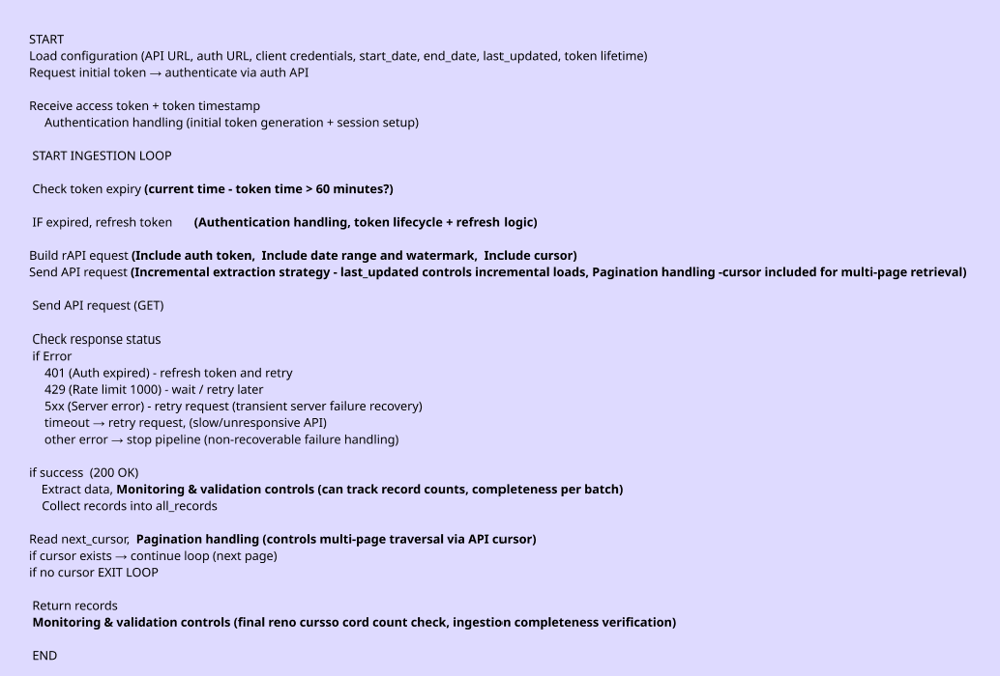 START
Load configuration (API URL, auth URL, client credentials, start_date, end_date, last_updated, token lifetime)
Request initial token → authenticate via auth API
Receive access token + token timestamp
Authentication handling (initial token generation + session setup)
START INGESTION LOOP
Check token expiry (current time - token time > 60 minutes?)
IF expired, refresh token (Authentication handling, token lifecycle + refresh logic)
Build rAPI equest (Include auth token, Include date range and watermark, Include cursor)
Send API request (Incremental extraction strategy - last_updated controls incremental loads, Pagination handling -cursor included for multi-page retrieval)
Send API request (GET)
Check response status
if Error
401 (Auth expired) - refresh token and retry
429 (Rate limit 1000) - wait / retry later
5xx (Server error) - retry request (transient server failure recovery)
timeout → retry request, (slow/unresponsive API)
other error → stop pipeline (non-recoverable failure handling)
if success (200 OK)
Extract data, Monitoring & validation controls (can track record counts, completeness per batch)
Collect records into all_records
Read next_cursor, Pagination handling (controls multi-page traversal via API cursor)
if cursor exists → continue loop (next page)
if no cursor EXIT LOOP
Return records
Monitoring & validation controls (final reno cursso cord count check, ingestion completeness verification)
END